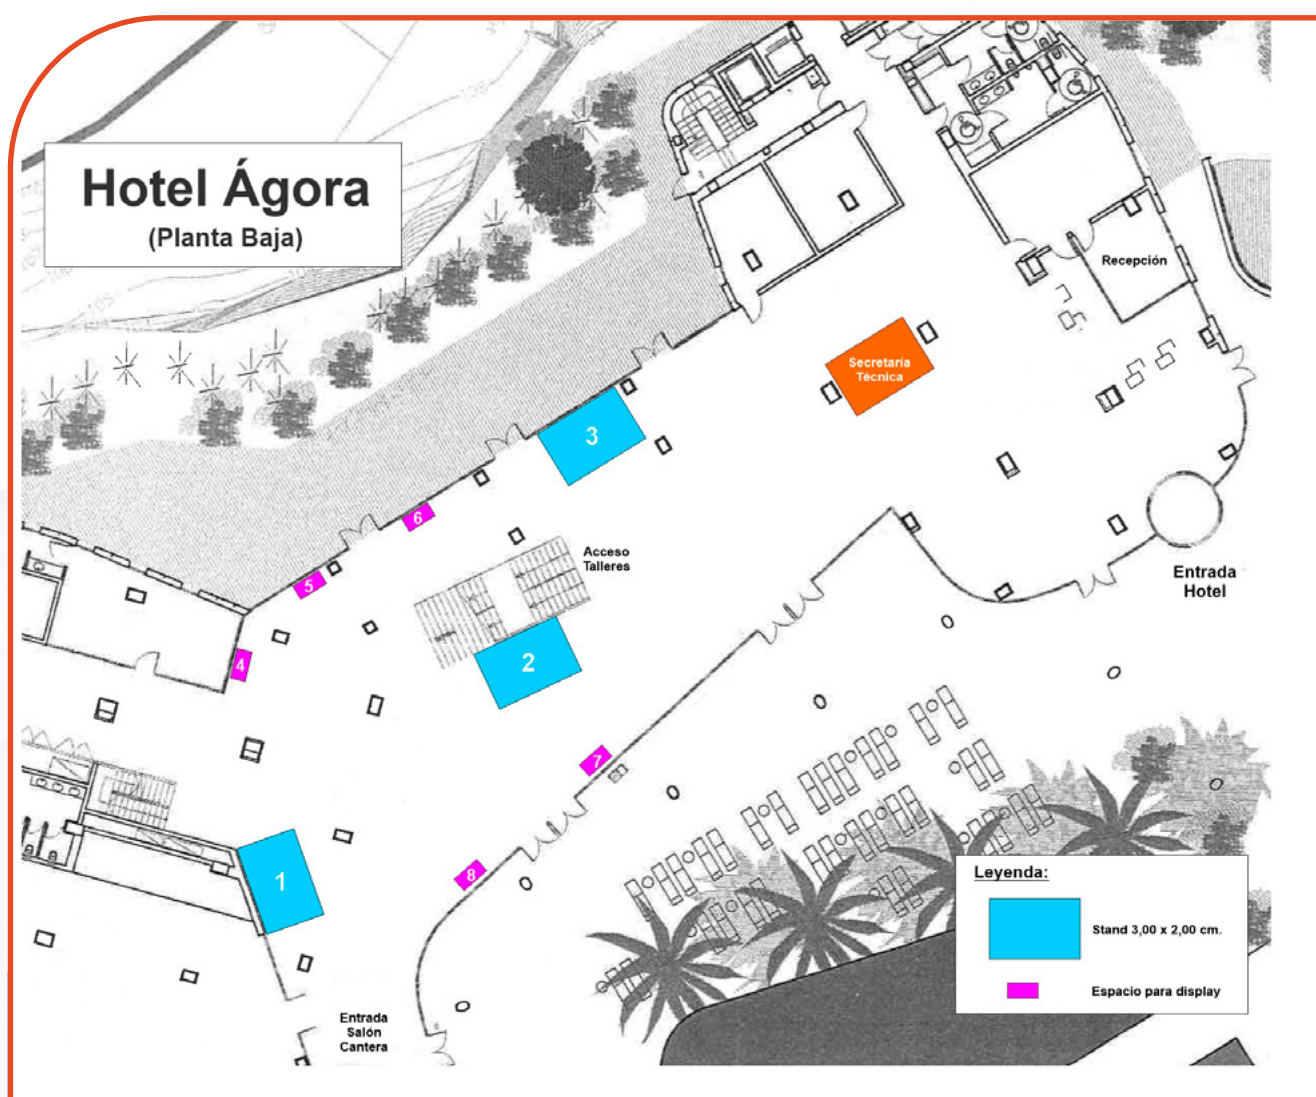 Hotel Ágora
(Planta Baja)
Recepción
Secretaría
Técnica
3
6
Acceso
Talleres
5
Entrada
Hotel
4
2
7
1
8
Leyenda:
Stand 3,00 x 2,00 cm.
Espacio para display
Entrada
Salón
Cantera